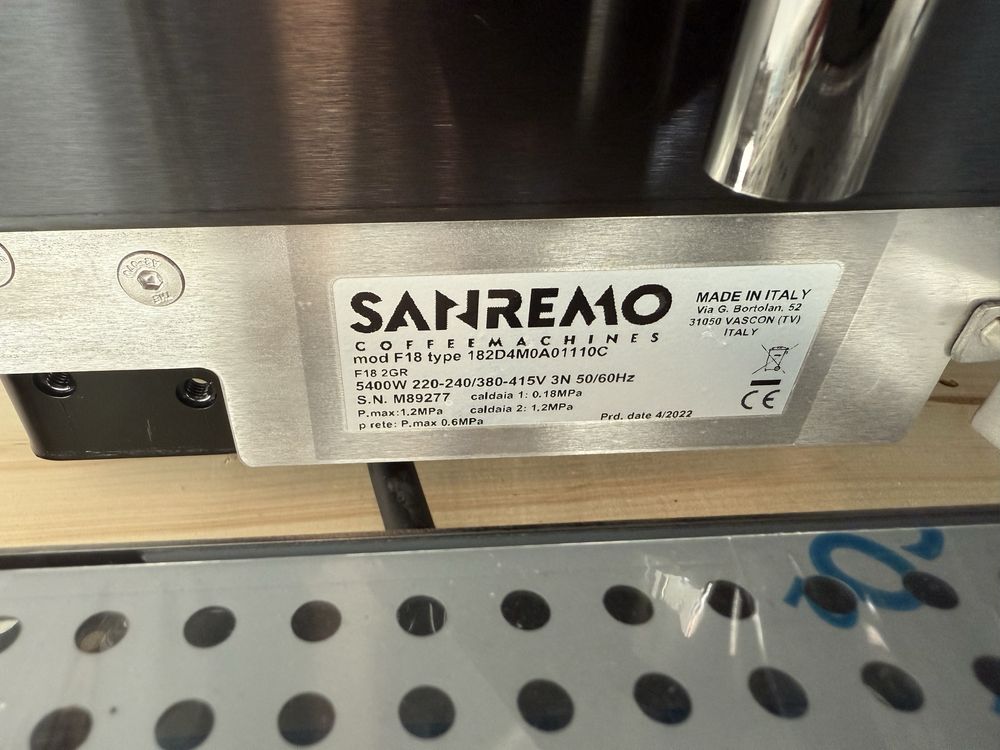 SANREMO
COFFEE MACHINES
mod F18 type 182D4M0A01110C
F18 2GR
5400W 220-240/380-415V 3N 50/60Hz
S.N. M89277 caldaia 1: 0.18MPa
P.max:1.2MPa caldaia 2: 1.2MPa
p rete: P.max 0.6MPa
Prd. date 4/2022
MADE IN ITALY
Via G. Bortolan, 52
31050 VASCON (TV)
ITALY
CE